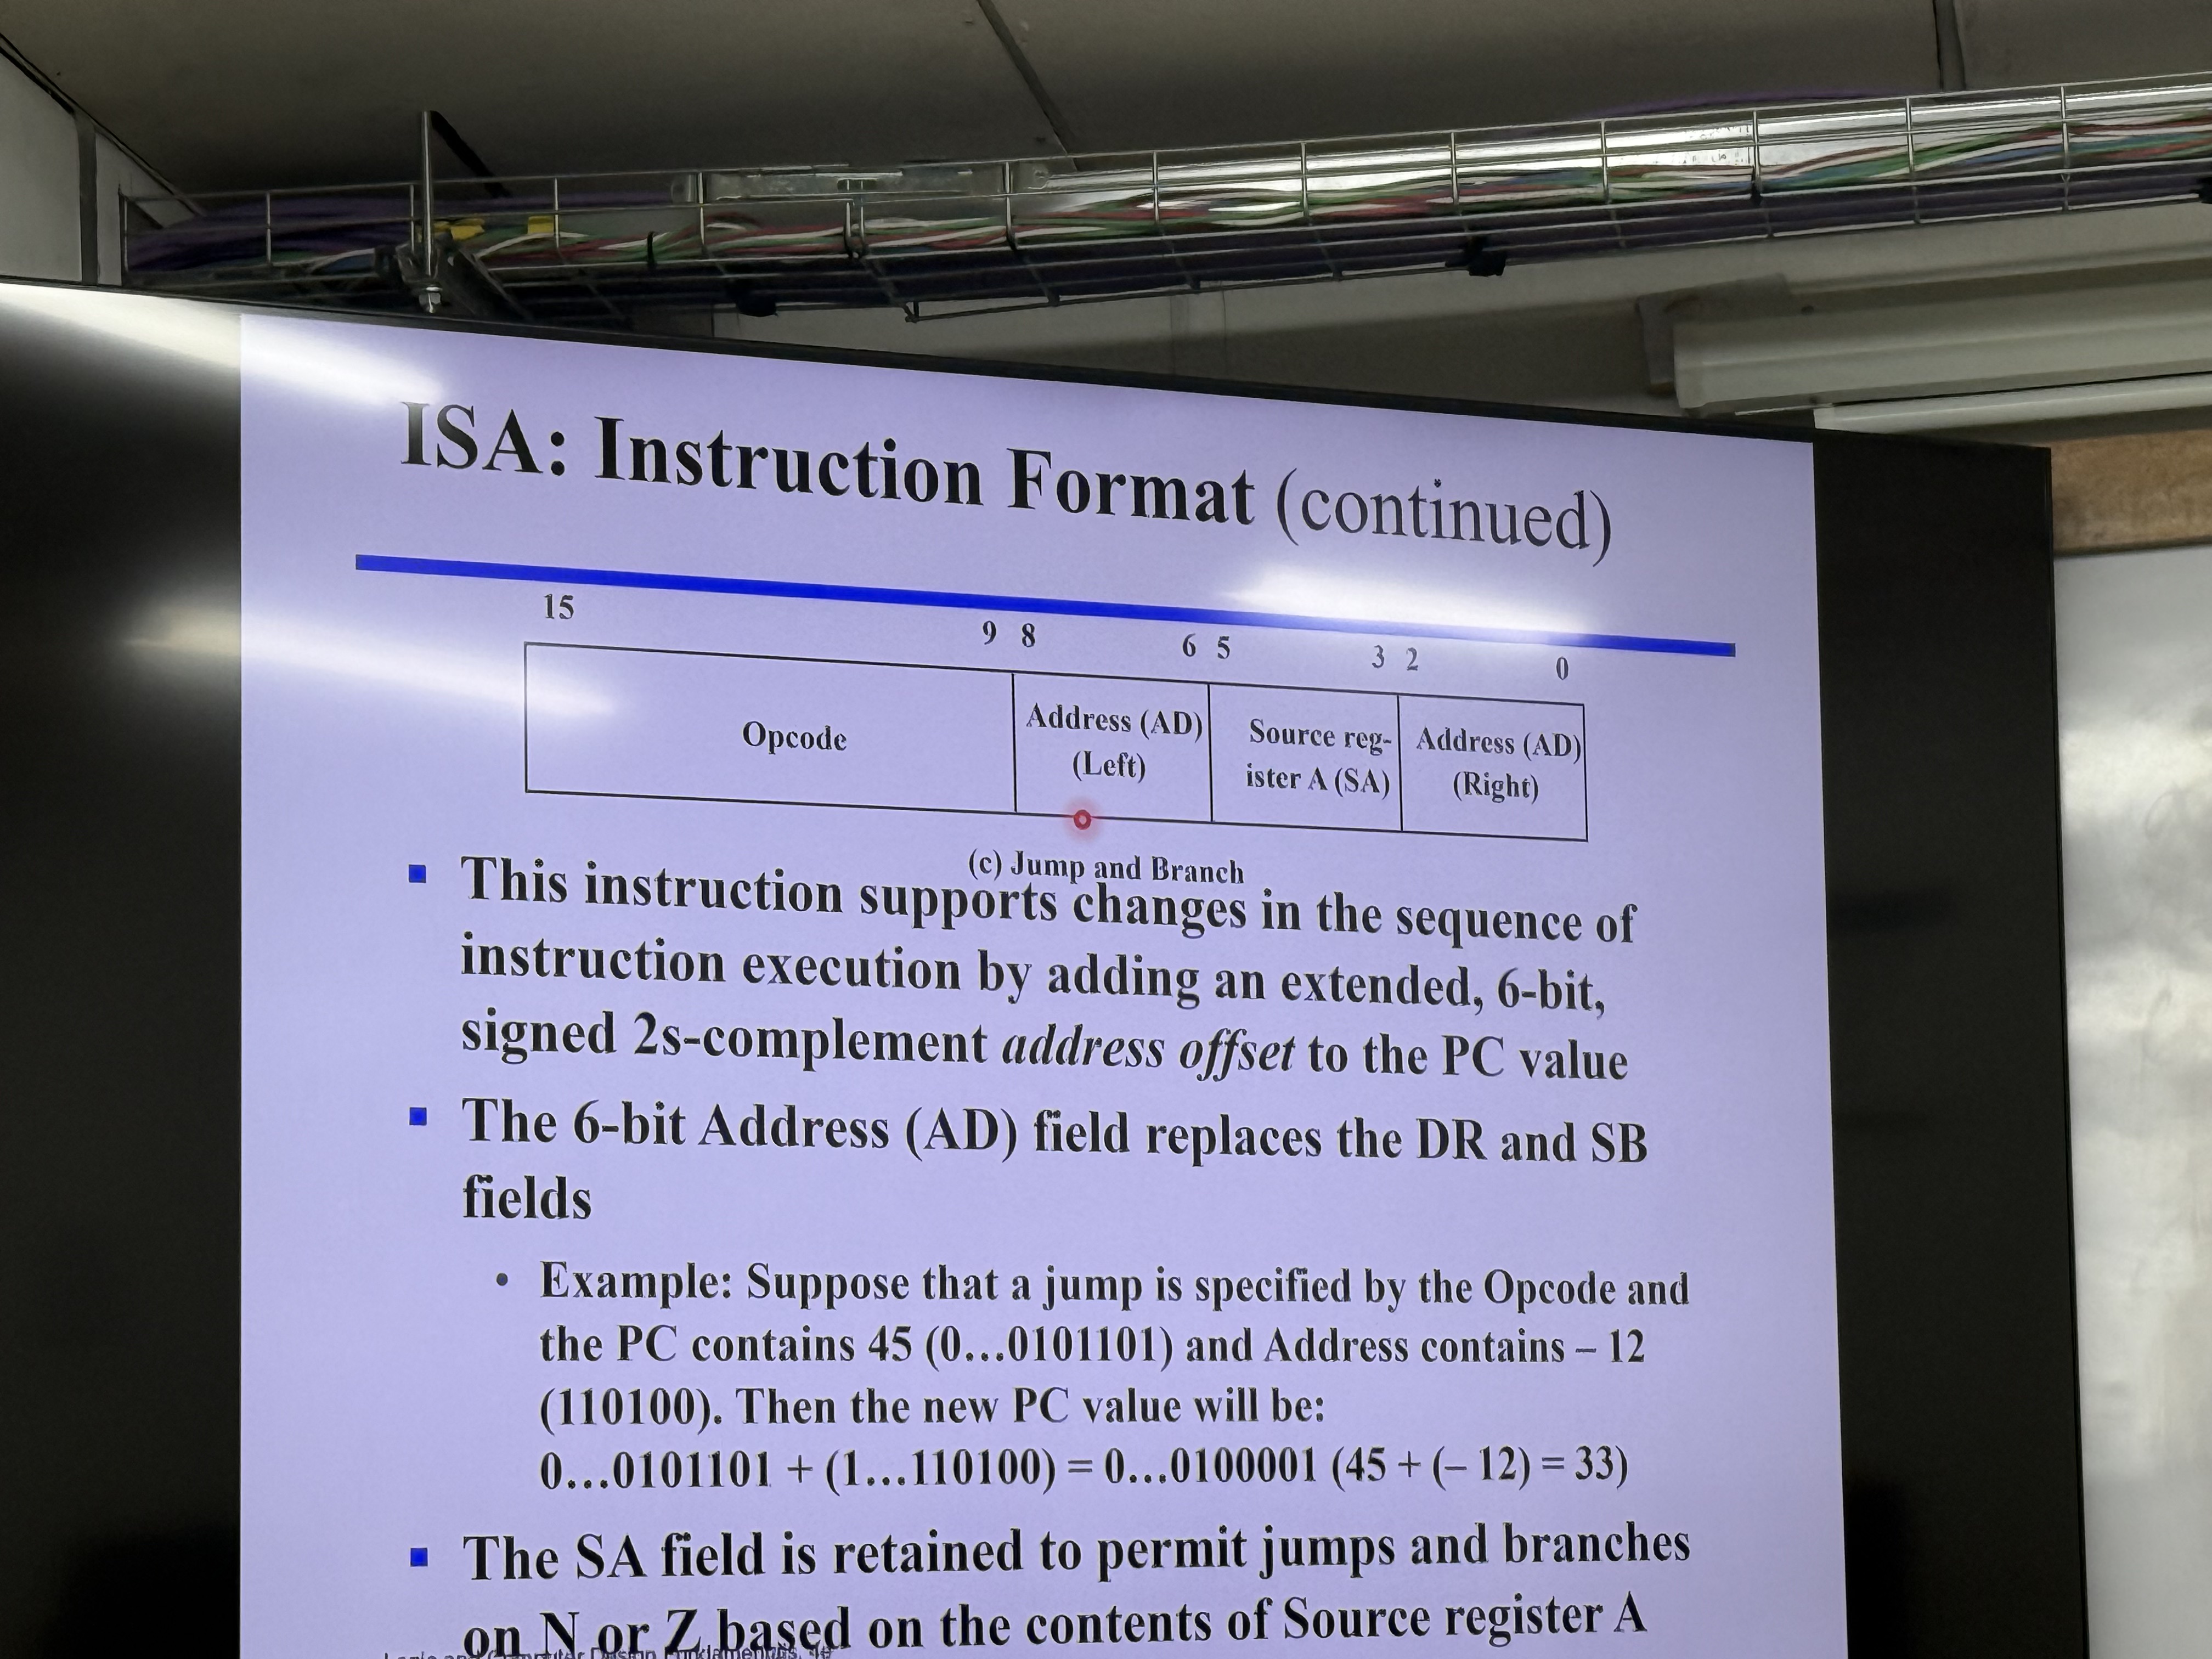 ISA: Instruction Format (continued)
15 9 8 6 5 3 2 0
Opcode
Address (AD)
(Left)
Source reg-
ister A (SA)
Address (AD)
(Right)
(c) Jump and Branch
▪ This instruction supports changes in the sequence of
instruction execution by adding an extended, 6-bit,
signed 2s-complement address offset to the PC value
▪ The 6-bit Address (AD) field replaces the DR and SB
fields
• Example: Suppose that a jump is specified by the Opcode and
the PC contains 45 (0…0101101) and Address contains – 12
(110100). Then the new PC value will be:
0…0101101 + (1…110100) = 0…0100001 (45 + (– 12) = 33)
▪ The SA field is retained to permit jumps and branches
on N or Z based on the contents of Source register A
Logic and Computer Design Fundamentals, 4e